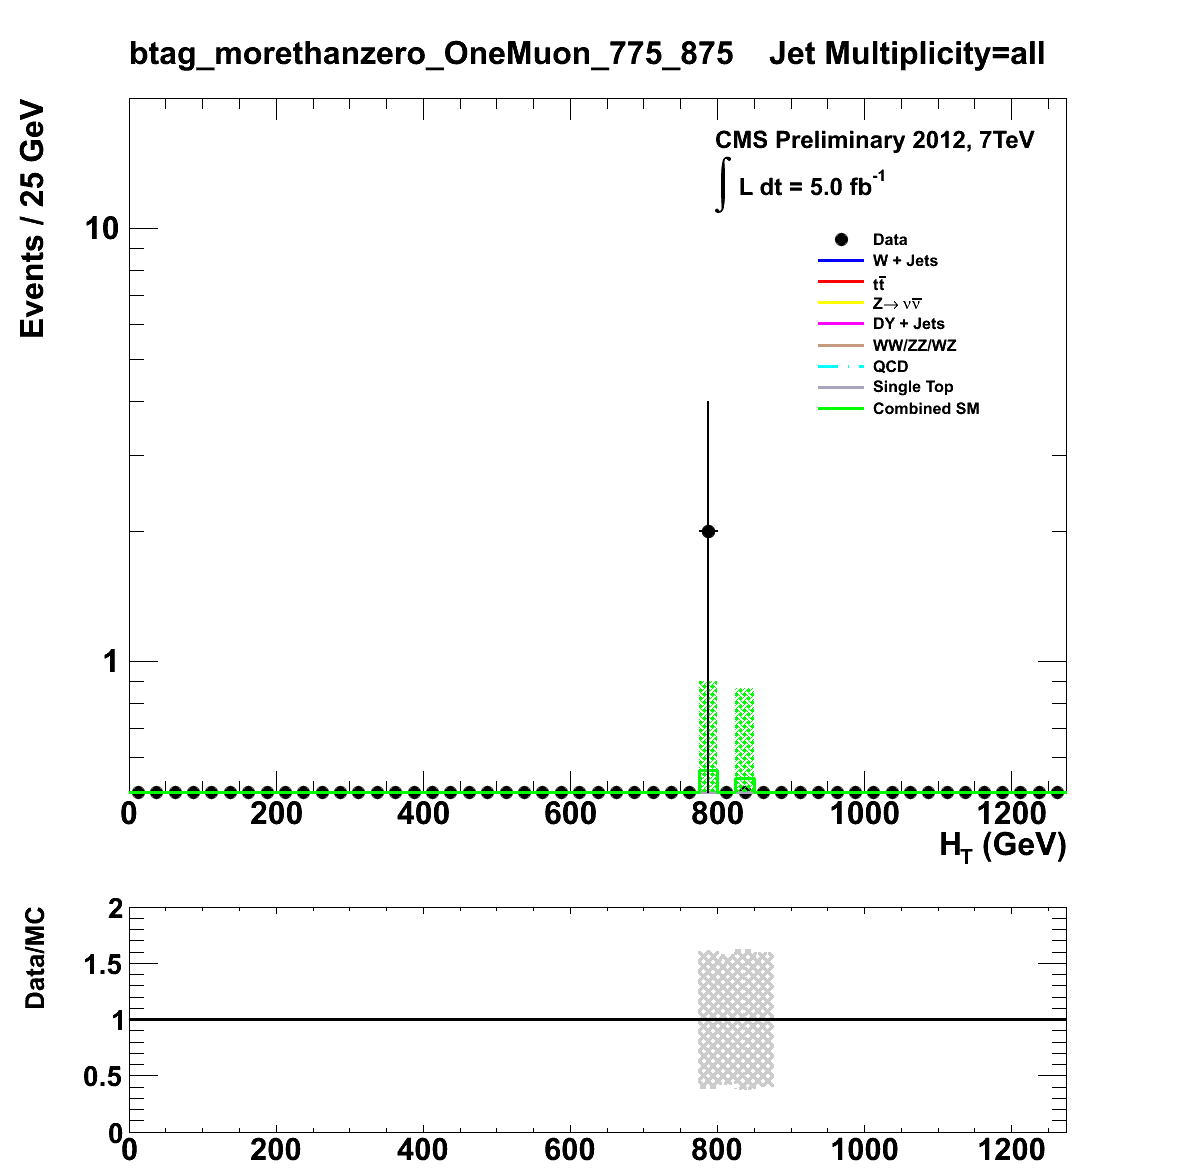 btag_morethanzero_OneMuon_775_875    Jet Multiplicity=all
Events / 25 GeV
CMS Preliminary 2012, 7TeV
∫ L dt = 5.0 fb⁻¹
10
1
Data
W + Jets
tt̅
Z→ νν̅
DY + Jets
WW/ZZ/WZ
QCD
Single Top
Combined SM
0 200 400 600 800 1000 1200
H_T (GeV)
Data/MC
2
1.5
1
0.5
0
0 200 400 600 800 1000 1200